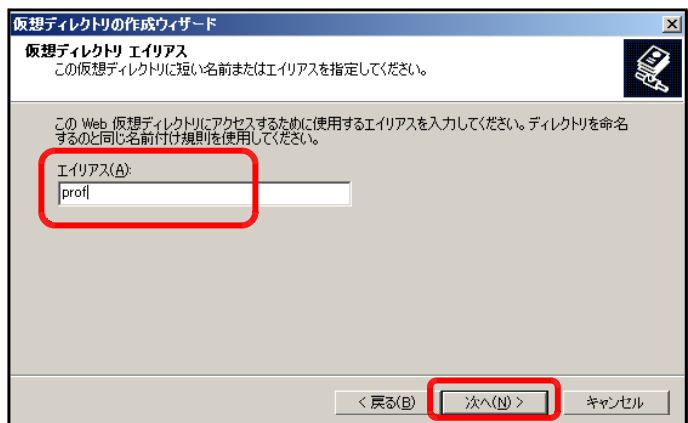 仮想ディレクトリの作成ウィザード
仮想ディレクトリ エイリアス
この仮想ディレクトリに短い名前またはエイリアスを指定してください。
この Web 仮想ディレクトリにアクセスするために使用するエイリアスを入力してください。ディレクトリを命名
するのと同じ名前付け規則を使用してください。
エイリアス(A):
prof
< 戻る(B) 次へ(N) > キャンセル